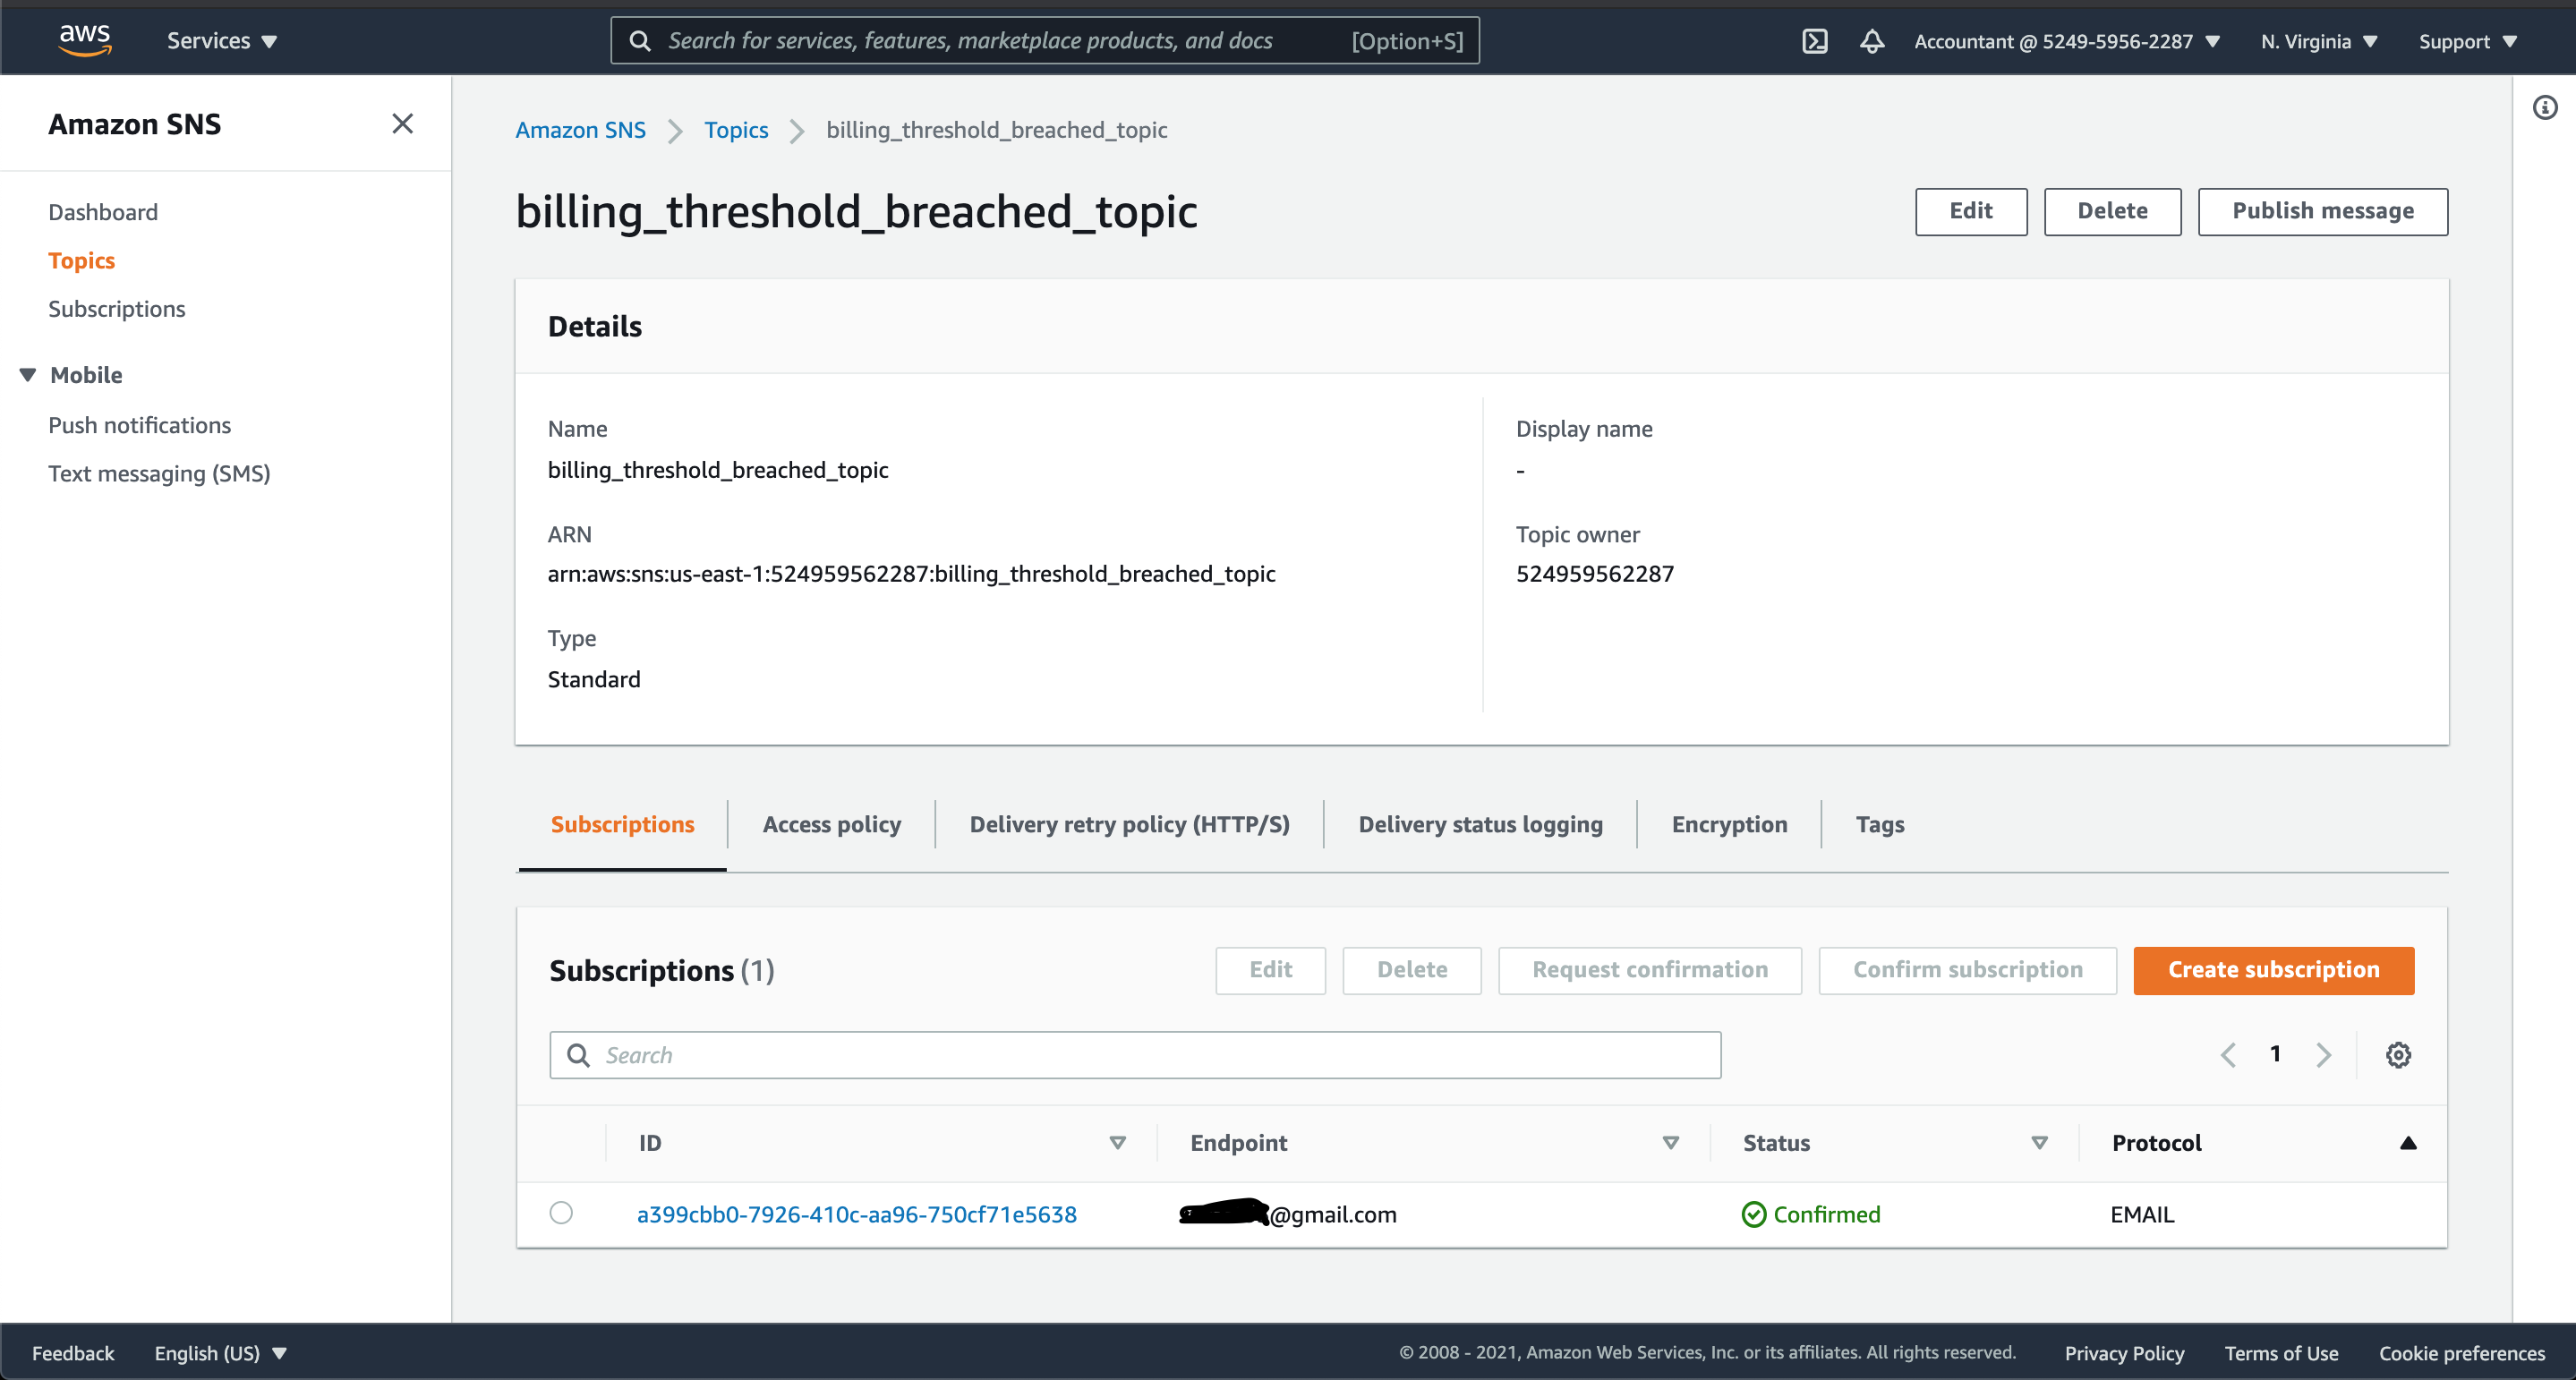 aws Services Search for services, features, marketplace products, and docs [Option+S] Accountant @ 5249-5956-2287 N. Virginia Support
Amazon SNS
Dashboard
Topics
Subscriptions
Mobile
Push notifications
Text messaging (SMS)
Amazon SNS Topics billing_threshold_breached_topic
billing_threshold_breached_topic Edit Delete Publish message
Details
Name
billing_threshold_breached_topic
ARN
arn:aws:sns:us-east-1:524959562287:billing_threshold_breached_topic
Type
Standard
Display name
-
Topic owner
524959562287
Subscriptions Access policy Delivery retry policy (HTTP/S) Delivery status logging Encryption Tags
Subscriptions (1) Edit Delete Request confirmation Confirm subscription Create subscription
Search 1
ID Endpoint Status Protocol
a399cbb0-7926-410c-aa96-750cf71e5638 @gmail.com Confirmed EMAIL
Feedback English (US) © 2008 - 2021, Amazon Web Services, Inc. or its affiliates. All rights reserved. Privacy Policy Terms of Use Cookie preferences